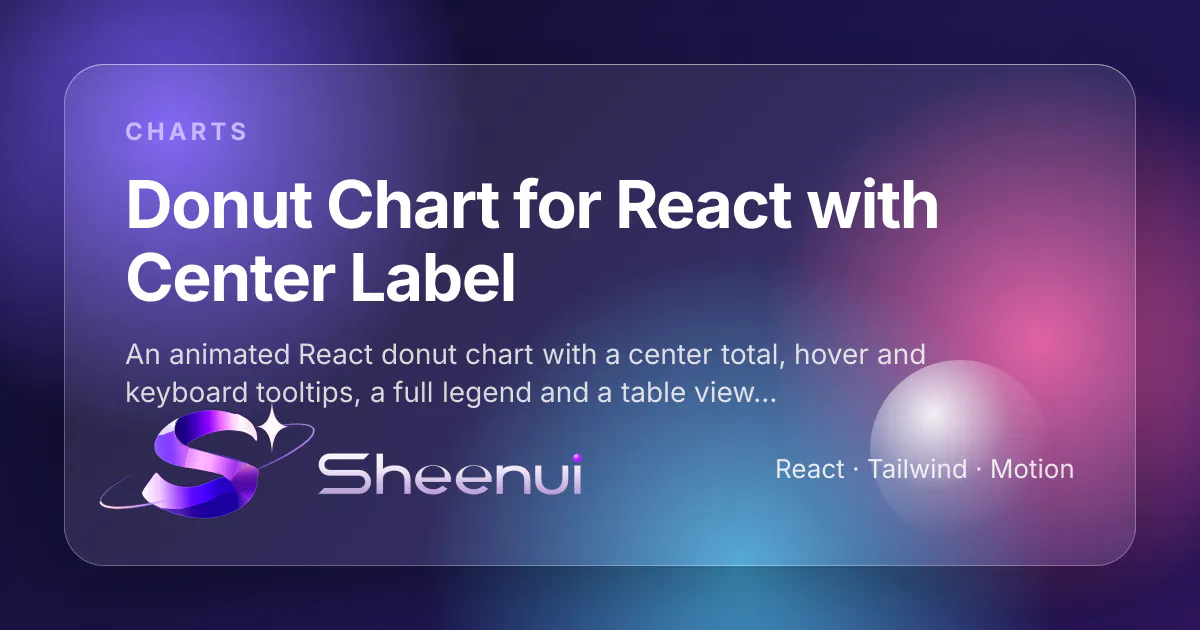 CHARTS
Donut Chart for React with
Center Label
An animated React donut chart with a center total, hover and
keyboard tooltips, a full legend and a table view...
Sheenui
React · Tailwind · Motion